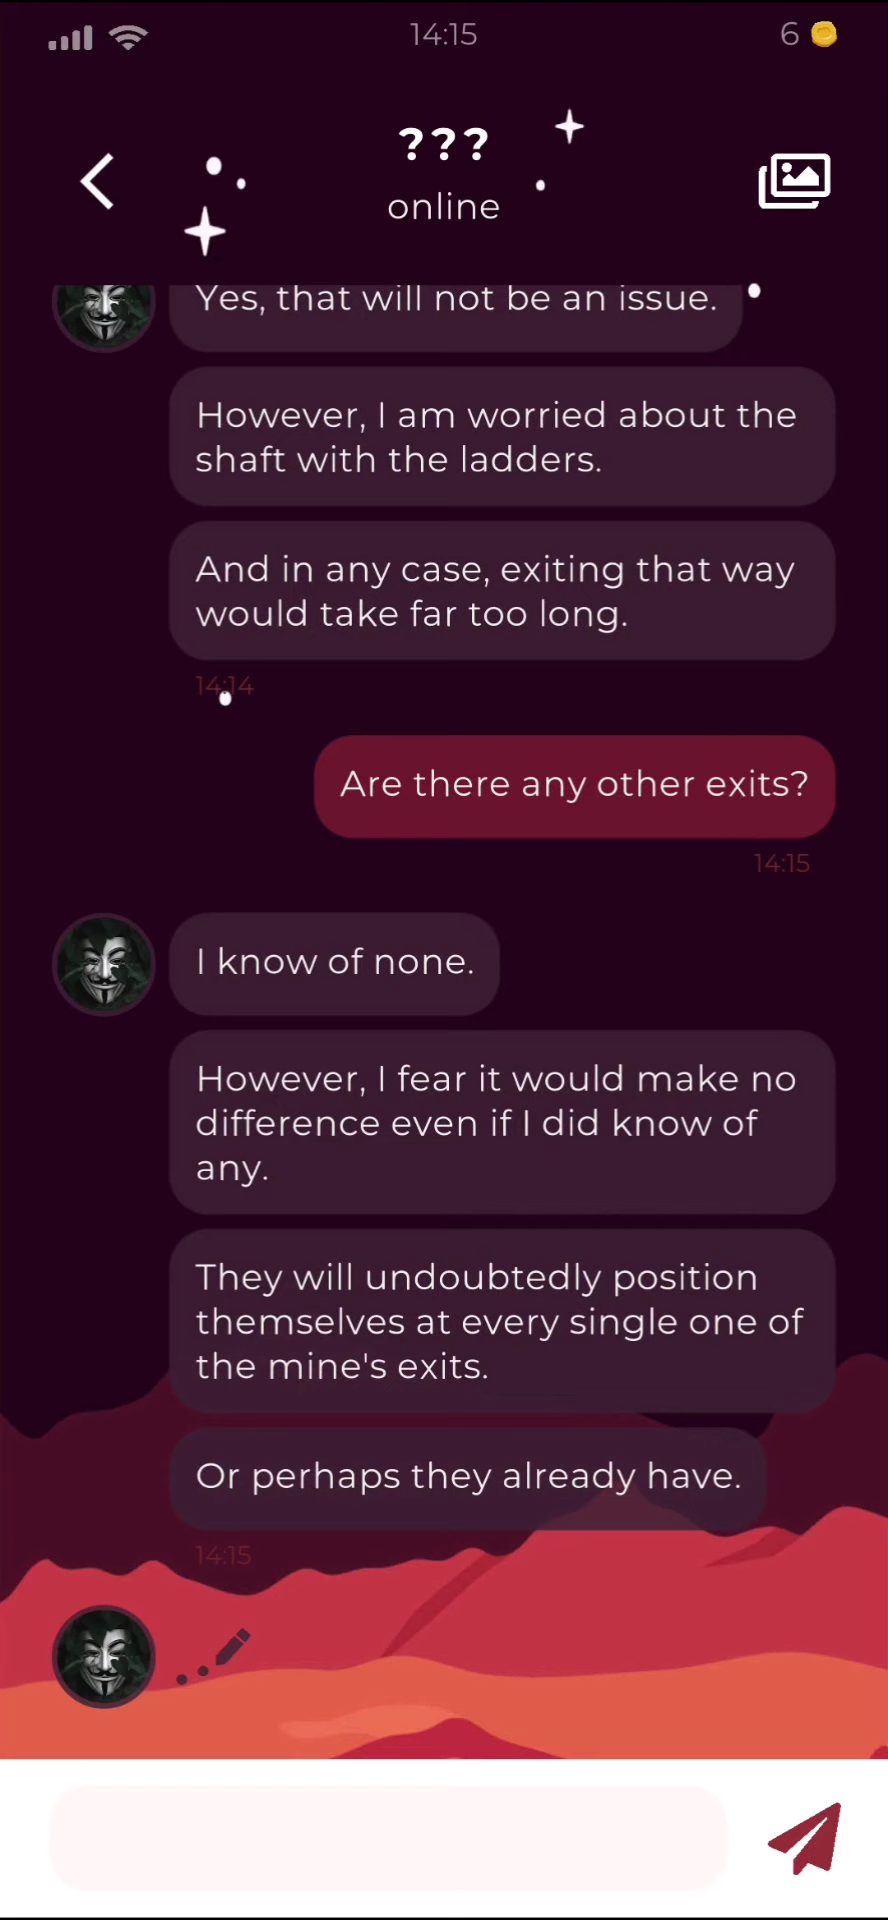 14:15
6
???
online
Yes, that will not be an issue.
However, I am worried about the
shaft with the ladders.
And in any case, exiting that way
would take far too long.
14:14
Are there any other exits?
14:15
I know of none.
However, I fear it would make no
difference even if I did know of
any.
They will undoubtedly position
themselves at every single one of
the mine's exits.
Or perhaps they already have.
14:15